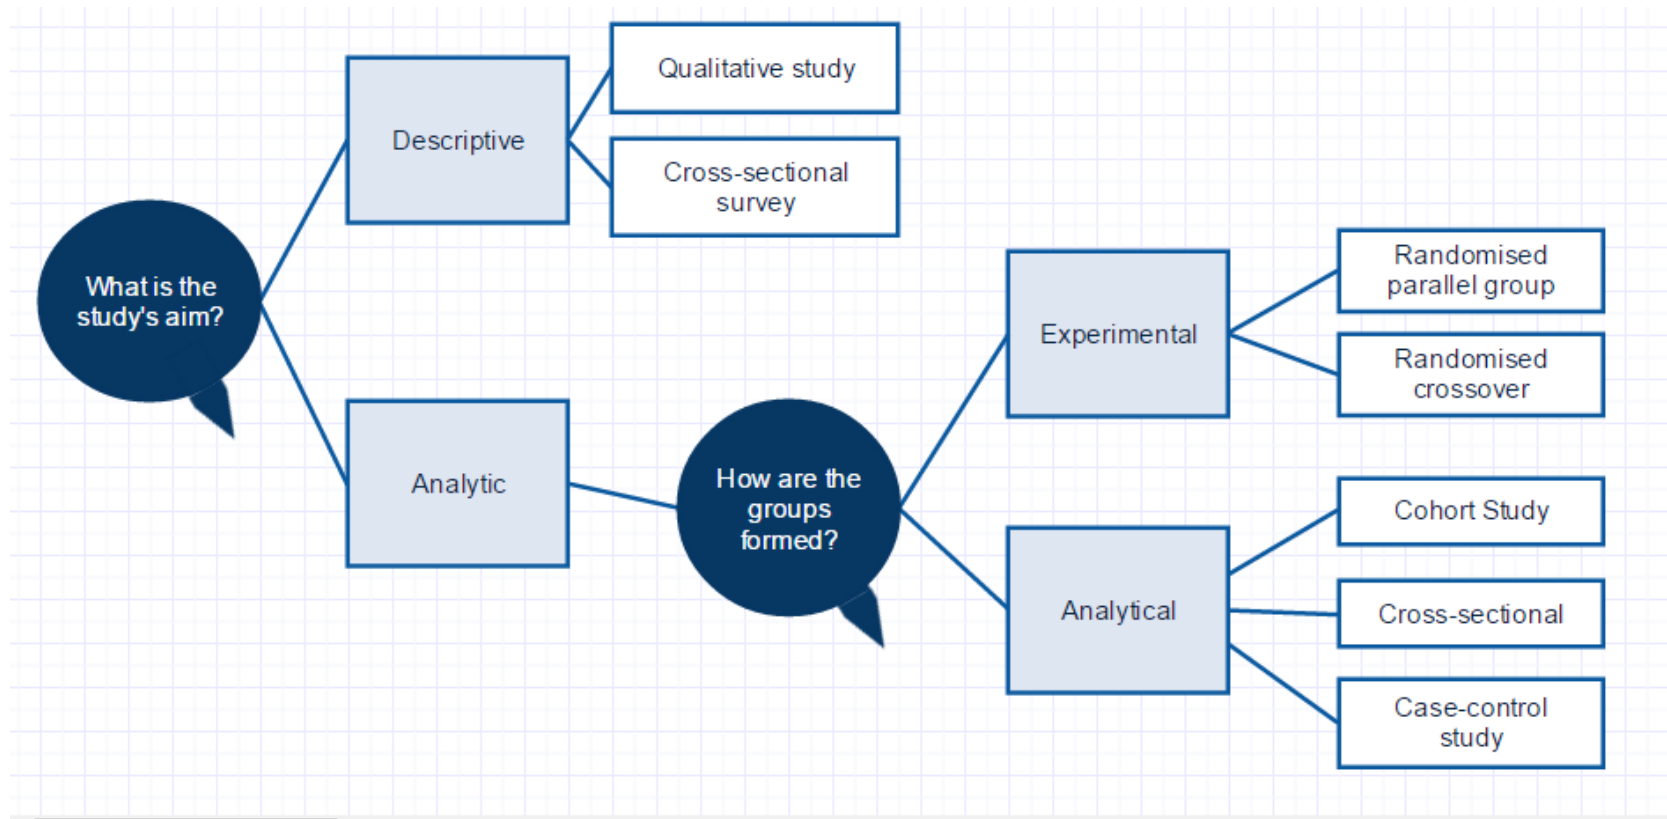 What is the
study's aim?
Descriptive
Qualitative study
Cross-sectional
survey
Analytic
How are the
groups
formed?
Experimental
Randomised
parallel group
Randomised
crossover
Analytical
Cohort Study
Cross-sectional
Case-control
study